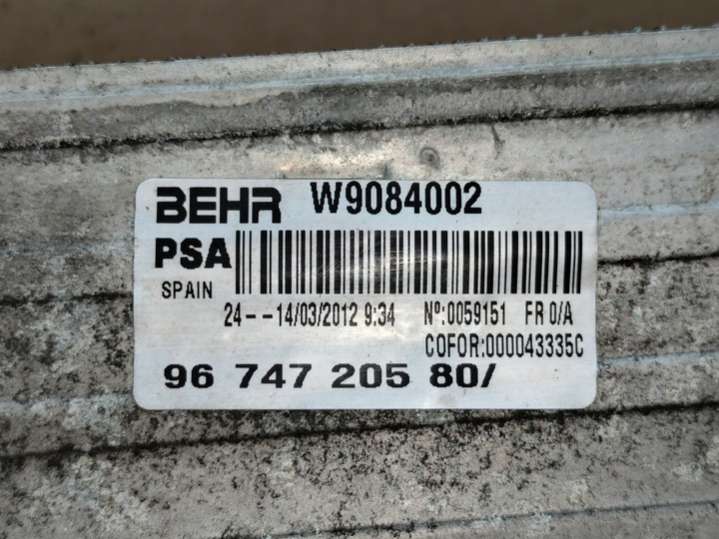 BEHR W9084002
PSA
SPAIN
24--14/03/2012 9:34 Nº:0059151 FR 0/A
COFOR:000043335C
96 747 205 80/